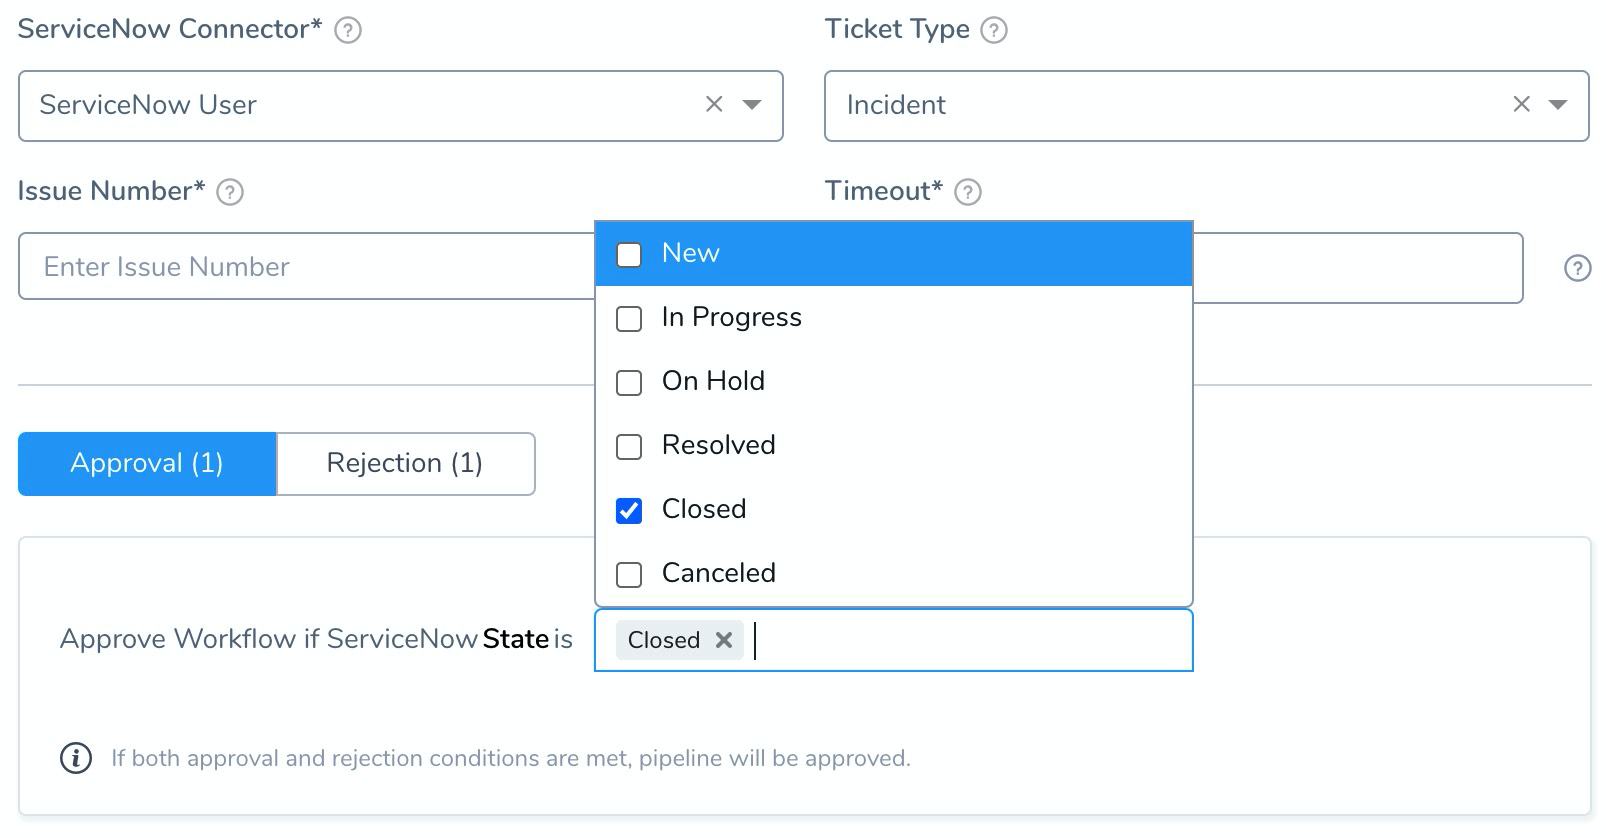 ServiceNow Connector* ?
Ticket Type ?
ServiceNow User
Incident
Issue Number* ?
Timeout* ?
Enter Issue Number
?
New
In Progress
On Hold
Resolved
Closed
Canceled
Approval (1)
Rejection (1)
Approve Workflow if ServiceNow State is
Closed
If both approval and rejection conditions are met, pipeline will be approved.